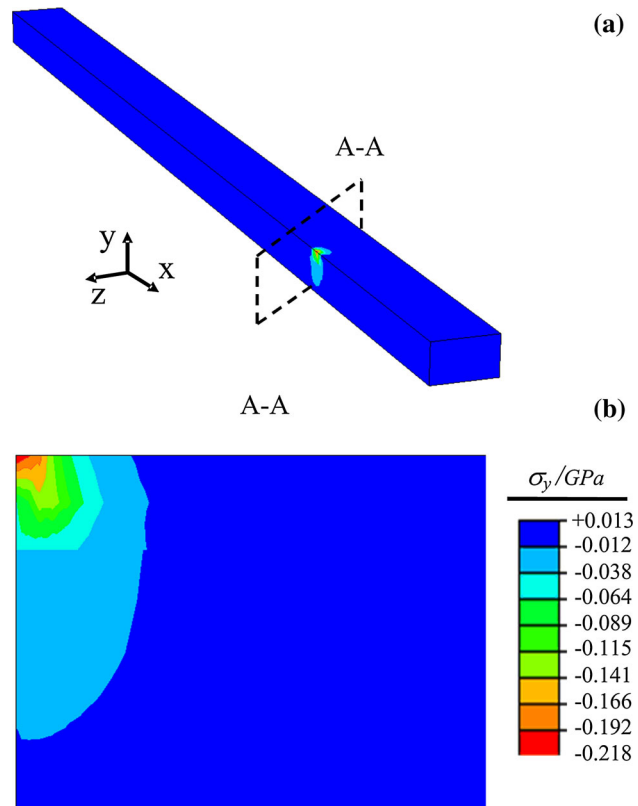 (a)
A-A
y
x
z
A-A
(b)
σy/GPa
+0.013
-0.012
-0.038
-0.064
-0.089
-0.115
-0.141
-0.166
-0.192
-0.218